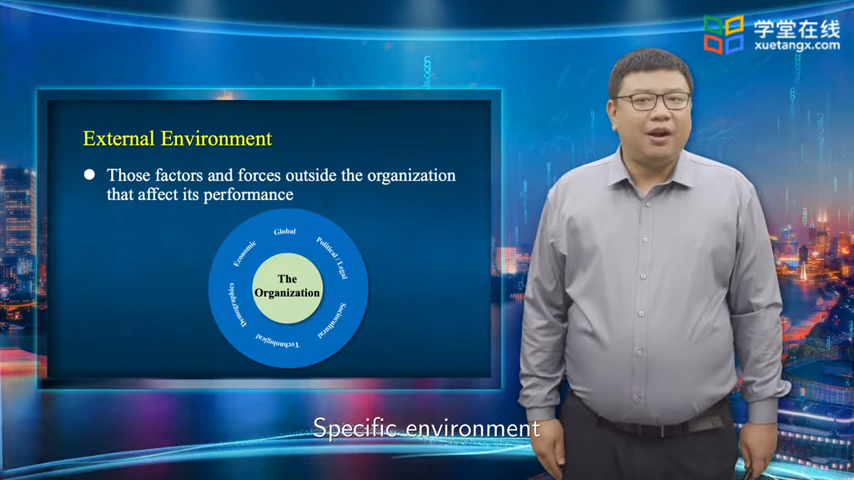 学堂在线
xuetangx.com
External Environment
Those factors and forces outside the organization
that affect its performance
Global
Political / Legal
Sociocultural
Technological
Demographics
Economic
The
Organization
Specific environment